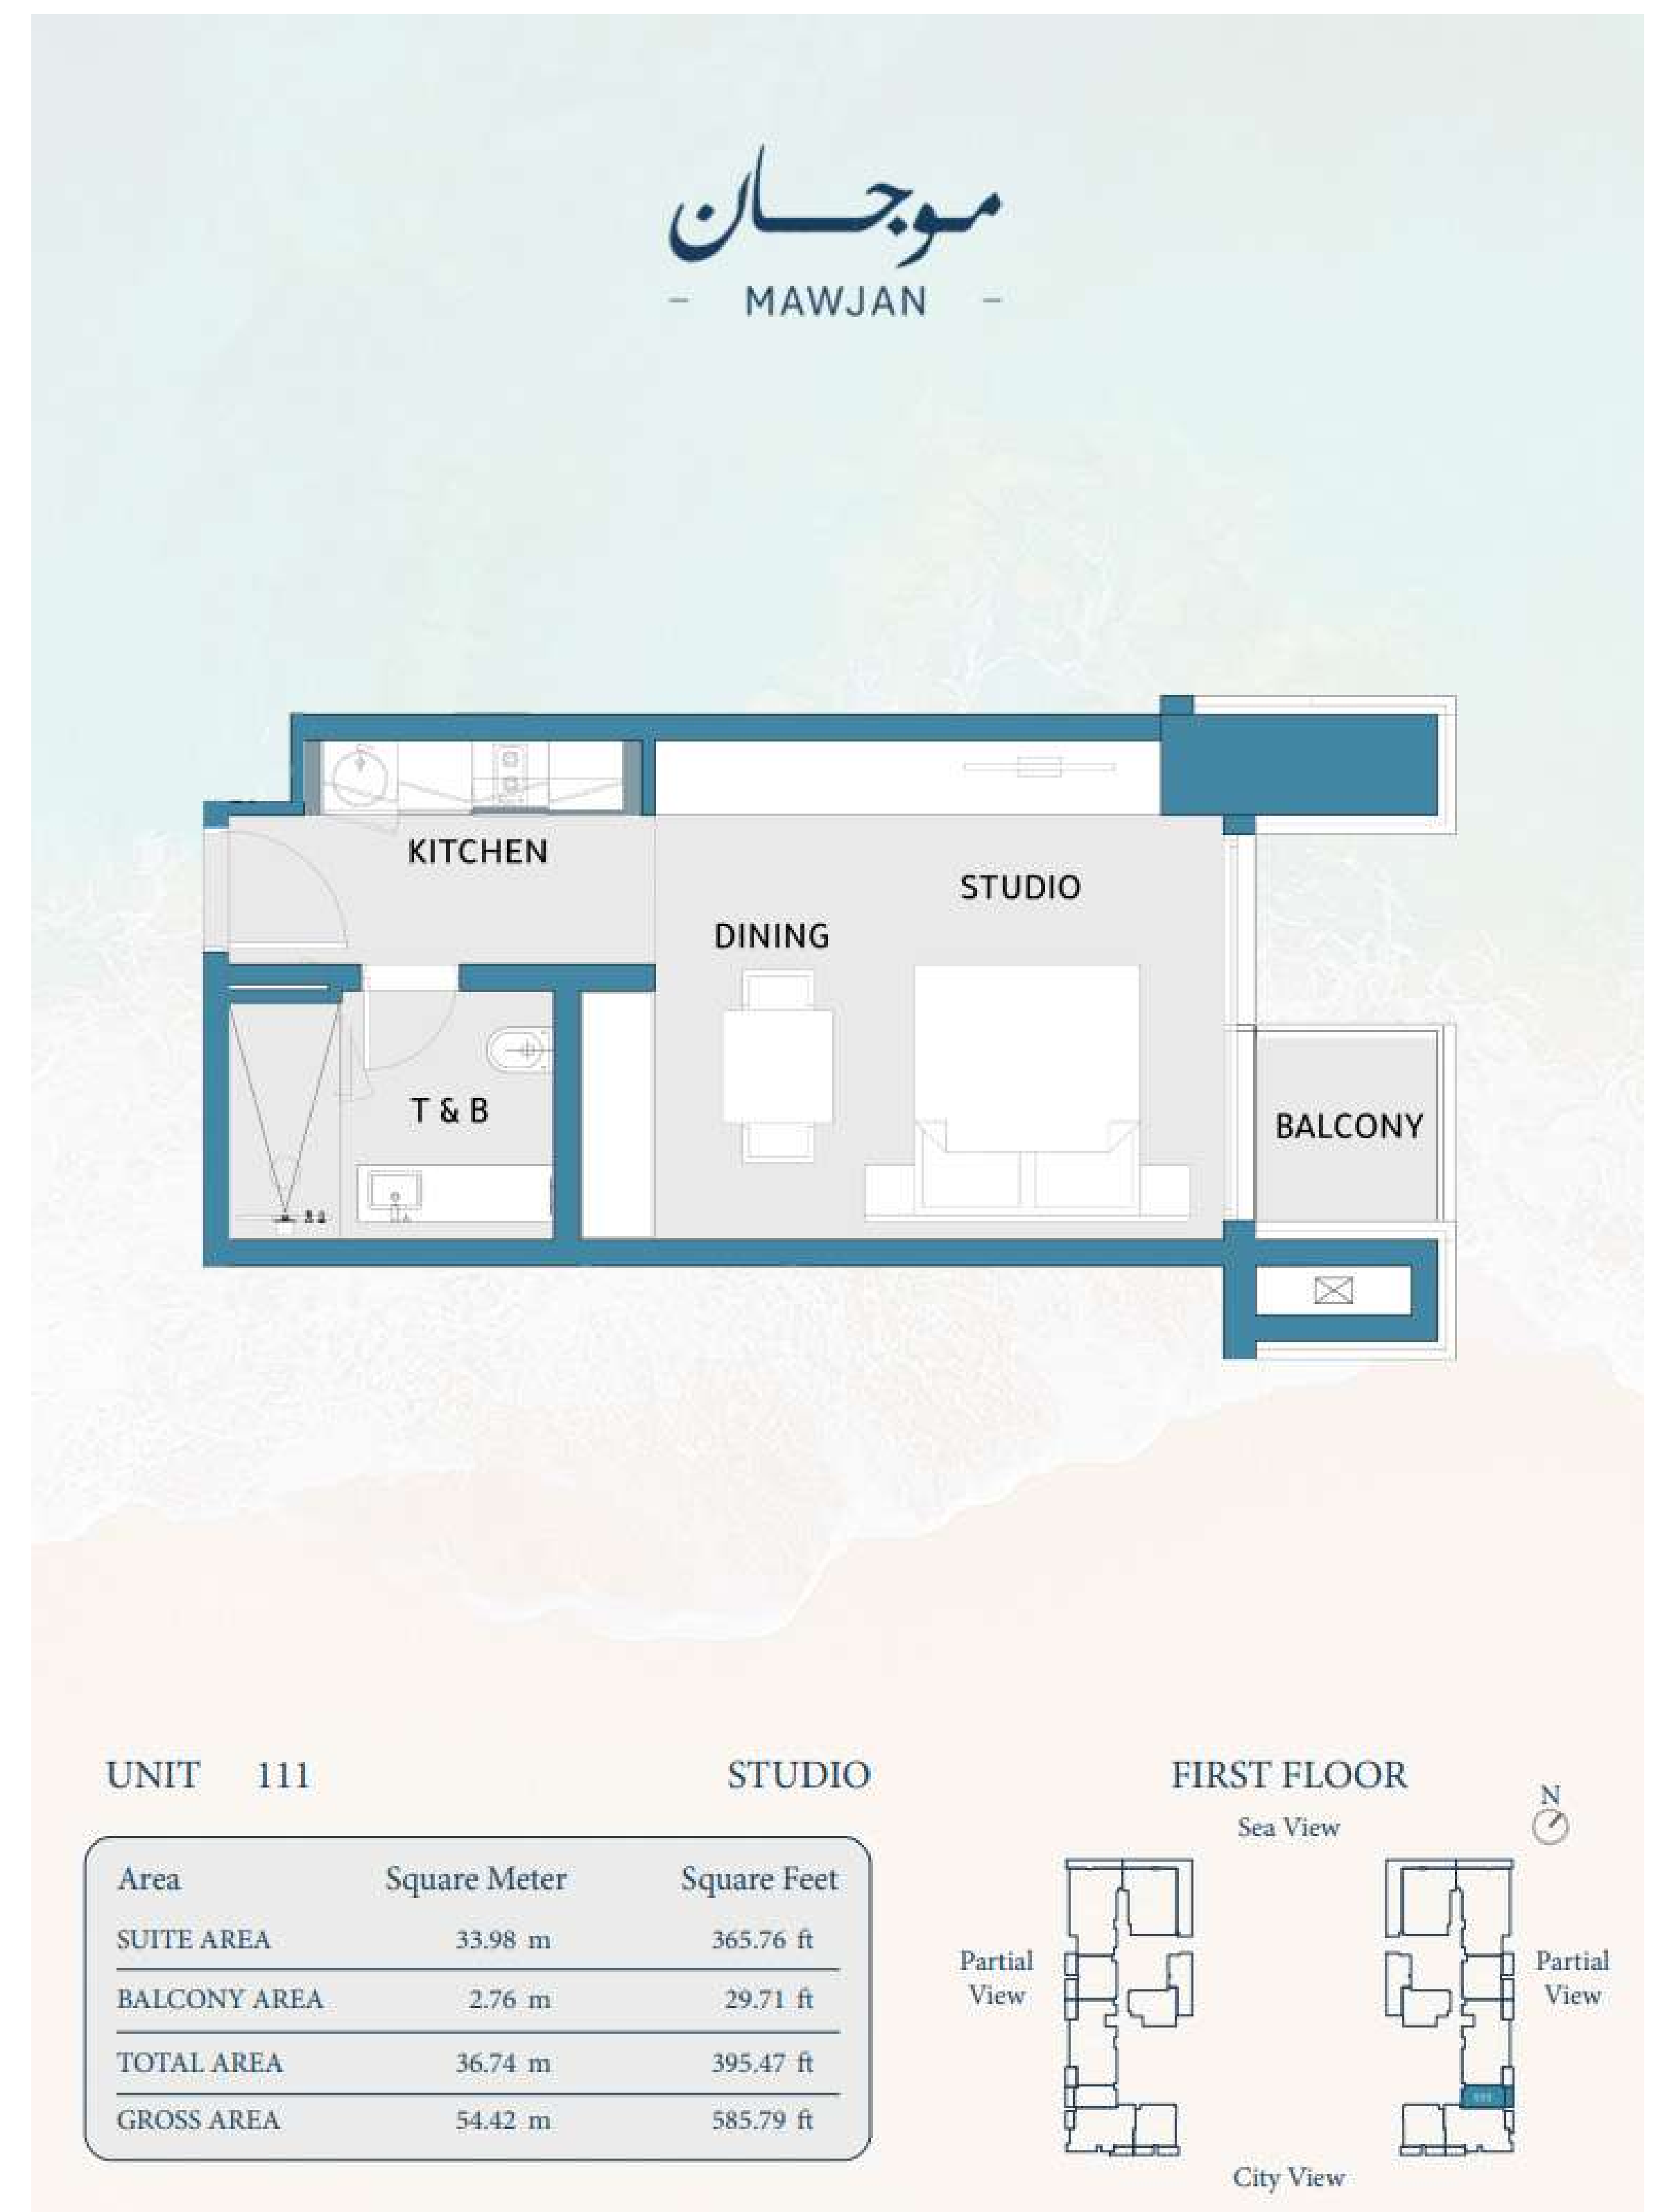 موجان
- MAWJAN -
KITCHEN
STUDIO
DINING
T & B
BALCONY
UNIT 111
STUDIO
FIRST FLOOR
N
Sea View
Area Square Meter Square Feet
SUITE AREA 33.98 m 365.76 ft
BALCONY AREA 2.76 m 29.71 ft
TOTAL AREA 36.74 m 395.47 ft
GROSS AREA 54.42 m 585.79 ft
Partial
View
Partial
View
City View